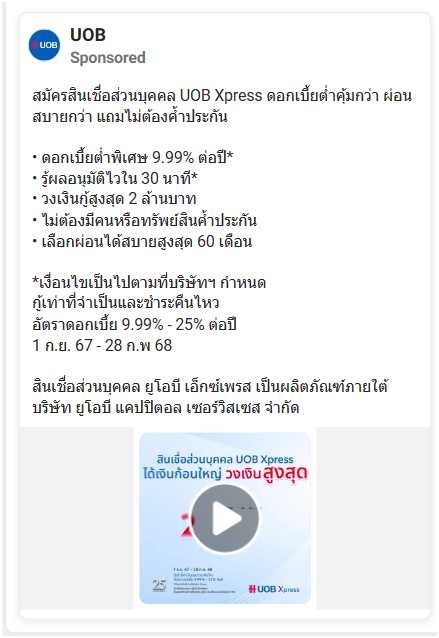 UOB
UOB
Sponsored
สมัครสินเชื่อส่วนบุคคล UOB Xpress ดอกเบี้ยต่ำคุ้มกว่า ผ่อน
สบายกว่า แถมไม่ต้องค้ำประกัน
• ดอกเบี้ยต่ำพิเศษ 9.99% ต่อปี*
• รู้ผลอนุมัติไวใน 30 นาที*
• วงเงินกู้สูงสุด 2 ล้านบาท
• ไม่ต้องมีคนหรือทรัพย์สินค้ำประกัน
• เลือกผ่อนได้สบายสูงสุด 60 เดือน
*เงื่อนไขเป็นไปตามที่บริษัทฯ กำหนด
กู้เท่าที่จำเป็นและชำระคืนไหว
อัตราดอกเบี้ย 9.99% - 25% ต่อปี
1 ก.ย. 67 - 28 ก.พ 68
สินเชื่อส่วนบุคคล ยูโอบี เอ็กซ์เพรส เป็นผลิตภัณฑ์ภายใต้
บริษัท ยูโอบี แคปปิตอล เซอร์วิสเซส จำกัด
สินเชื่อส่วนบุคคล UOB Xpress
ได้เงินก้อนใหญ่ วงเงินสูงสุด
2
1 ก.ย. 67 - 28 ก.พ. 68
25
UOB Xpress